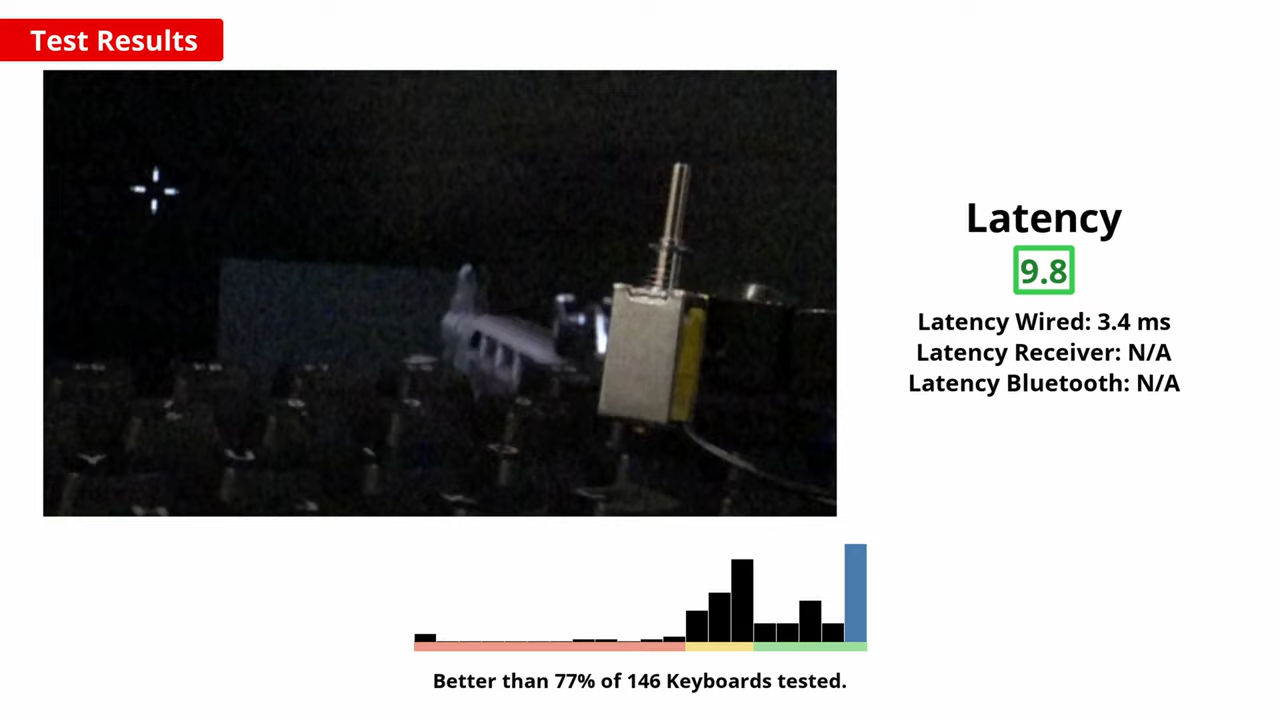 Test Results
Latency
9.8
Latency Wired: 3.4 ms
Latency Receiver: N/A
Latency Bluetooth: N/A
Better than 77% of 146 Keyboards tested.